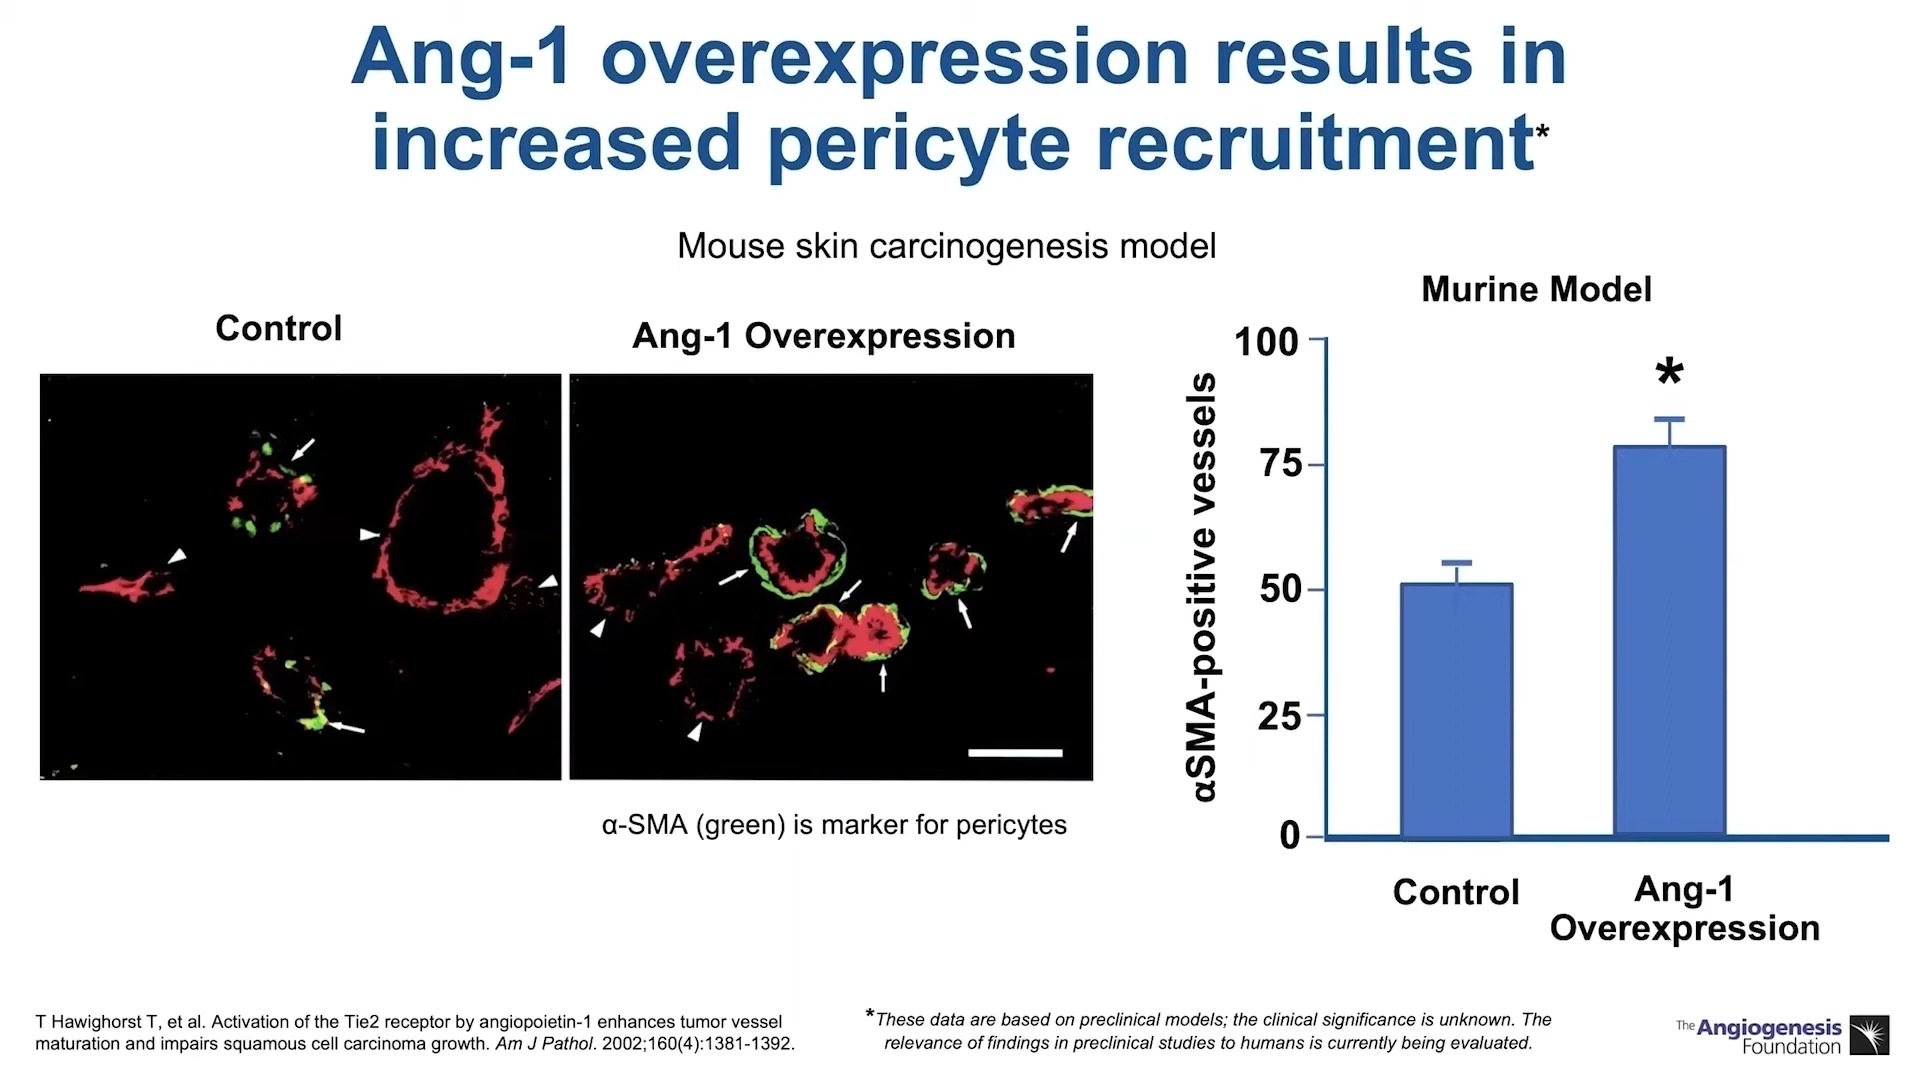 Ang-1 overexpression results in
increased pericyte recruitment*
Mouse skin carcinogenesis model
Control
Ang-1 Overexpression
α-SMA (green) is marker for pericytes
Murine Model
αSMA-positive vessels
100
75
50
25
0
*
Control
Ang-1
Overexpression
T Hawighorst T, et al. Activation of the Tie2 receptor by angiopoietin-1 enhances tumor vessel
maturation and impairs squamous cell carcinoma growth. Am J Pathol. 2002;160(4):1381-1392.
*These data are based on preclinical models; the clinical significance is unknown. The
relevance of findings in preclinical studies to humans is currently being evaluated.
The Angiogenesis
Foundation